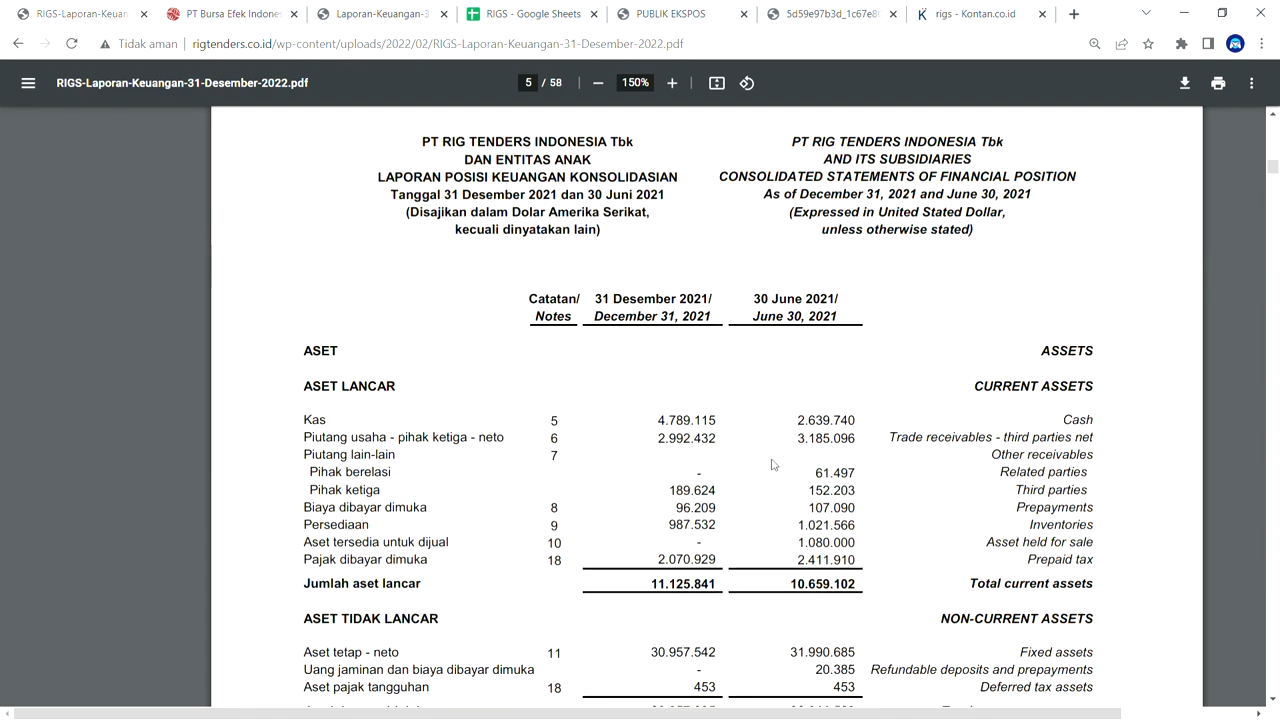 RIGS-Laporan-Keuan
PT Bursa Efek Indones
Laporan-Keuangan-3
RIGS - Google Sheets
PUBLIK EKSPOS
5d59e97b3d_1c67e8
rigs - Kontan.co.id
Tidak aman | rigtenders.co.id/wp-content/uploads/2022/02/RIGS-Laporan-Keuangan-31-Desember-2022.pdf
RIGS-Laporan-Keuangan-31-Desember-2022.pdf 5 / 58 150%
PT RIG TENDERS INDONESIA Tbk
DAN ENTITAS ANAK
LAPORAN POSISI KEUANGAN KONSOLIDASIAN
Tanggal 31 Desember 2021 dan 30 Juni 2021
(Disajikan dalam Dolar Amerika Serikat,
kecuali dinyatakan lain)
PT RIG TENDERS INDONESIA Tbk
AND ITS SUBSIDIARIES
CONSOLIDATED STATEMENTS OF FINANCIAL POSITION
As of December 31, 2021 and June 30, 2021
(Expressed in United Stated Dollar,
unless otherwise stated)
Catatan/ 31 Desember 2021/ 30 June 2021/
Notes December 31, 2021 June 30, 2021
ASET ASSETS
ASET LANCAR CURRENT ASSETS
Kas 5 4.789.115 2.639.740 Cash
Piutang usaha - pihak ketiga - neto 6 2.992.432 3.185.096 Trade receivables - third parties net
Piutang lain-lain 7 Other receivables
Pihak berelasi - 61.497 Related parties
Pihak ketiga 189.624 152.203 Third parties
Biaya dibayar dimuka 8 96.209 107.090 Prepayments
Persediaan 9 987.532 1.021.566 Inventories
Aset tersedia untuk dijual 10 - 1.080.000 Asset held for sale
Pajak dibayar dimuka 18 2.070.929 2.411.910 Prepaid tax
Jumlah aset lancar 11.125.841 10.659.102 Total current assets
ASET TIDAK LANCAR NON-CURRENT ASSETS
Aset tetap - neto 11 30.957.542 31.990.685 Fixed assets
Uang jaminan dan biaya dibayar dimuka - 20.385 Refundable deposits and prepayments
Aset pajak tangguhan 18 453 453 Deferred tax assets